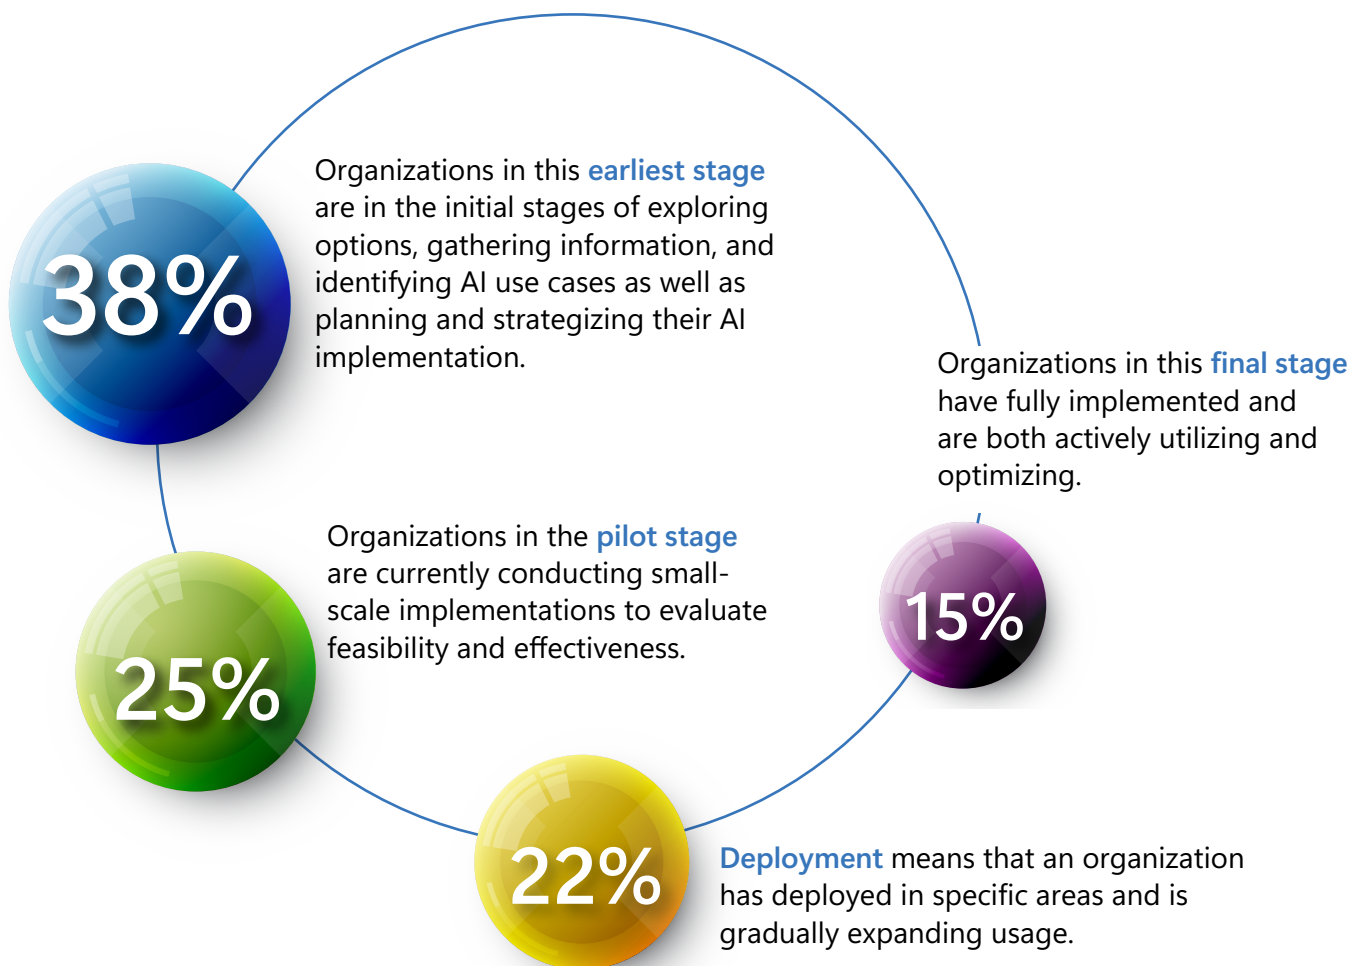 38%
Organizations in this earliest stage
are in the initial stages of exploring
options, gathering information, and
identifying AI use cases as well as
planning and strategizing their AI
implementation.
25%
Organizations in the pilot stage
are currently conducting small-
scale implementations to evaluate
feasibility and effectiveness.
22%
Deployment means that an organization
has deployed in specific areas and is
gradually expanding usage.
15%
Organizations in this final stage
have fully implemented and
are both actively utilizing and
optimizing.